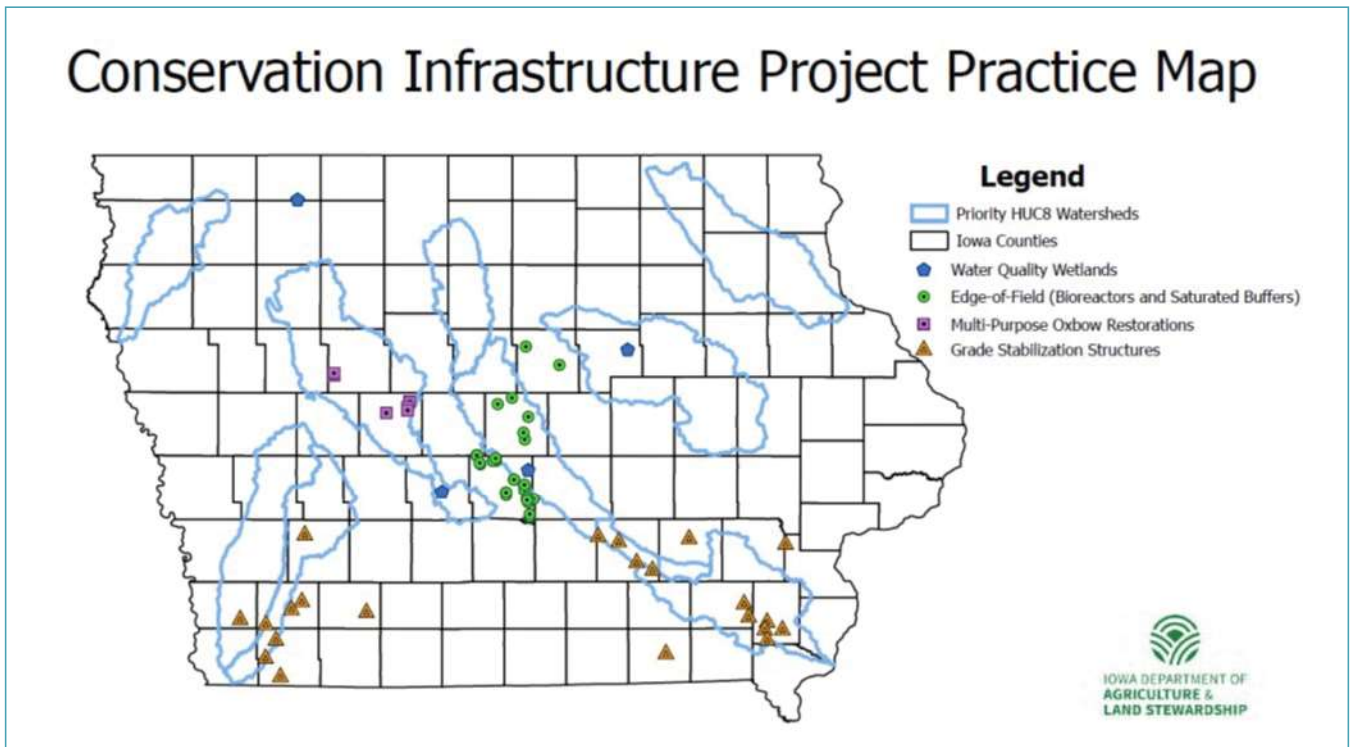 Conservation Infrastructure Project Practice Map
Legend
Priority HUC8 Watersheds
Iowa Counties
Water Quality Wetlands
Edge-of-Field (Bioreactors and Saturated Buffers)
Multi-Purpose Oxbow Restorations
Grade Stabilization Structures
IOWA DEPARTMENT OF
AGRICULTURE &
LAND STEWARDSHIP